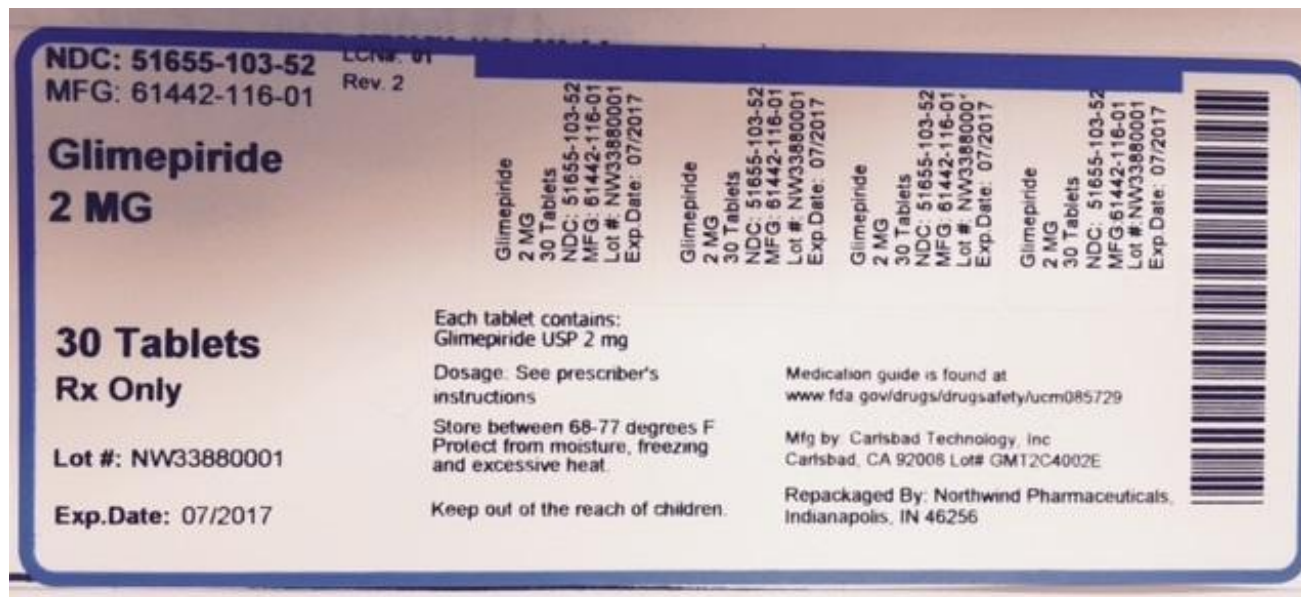 NDC: 51655-103-52
MFG: 61442-116-01
LCN#: 01
Rev. 2
Glimepiride
2 MG
30 Tablets
Rx Only
Lot #: NW33880001
Exp.Date: 07/2017
Glimepiride
2 MG
30 Tablets
NDC: 51655-103-52
MFG: 61442-116-01
Lot #: NW33880001
Exp.Date: 07/2017
Glimepiride
2 MG
30 Tablets
NDC: 51655-103-52
MFG: 61442-116-01
Lot #: NW33880001
Exp.Date: 07/2017
Glimepiride
2 MG
30 Tablets
NDC: 51655-103-52
MFG: 61442-116-01
Lot #: NW33880001
Exp.Date: 07/2017
Glimepiride
2 MG
30 Tablets
NDC: 51655-103-52
MFG:61442-116-01
Lot #:NW33880001
Exp.Date: 07/2017
Each tablet contains:
Glimepiride USP 2 mg
Dosage: See prescriber's
instructions
Store between 68-77 degrees F
Protect from moisture, freezing
and excessive heat.
Keep out of the reach of children.
Medication guide is found at
www.fda.gov/drugs/drugsafety/ucm085729
Mfg by: Carlsbad Technology, Inc
Carlsbad, CA 92008 Lot# GMT2C4002E
Repackaged By: Northwind Pharmaceuticals,
Indianapolis, IN 46256